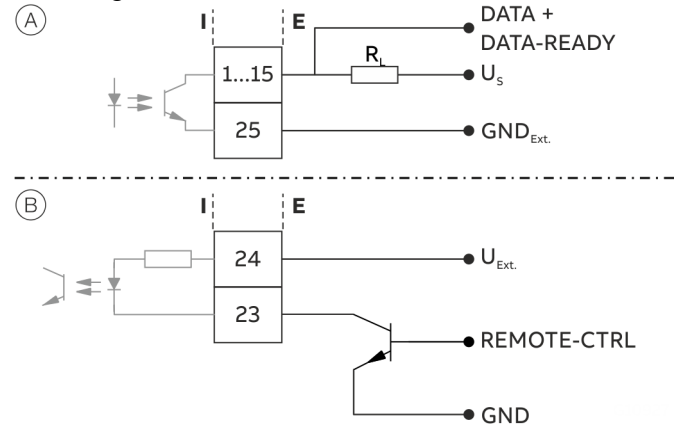 A
I E
DATA +
DATA-READY
R_L
1...15
U_S
25
GND_Ext.
B
I E
24
U_Ext.
23
REMOTE-CTRL
GND